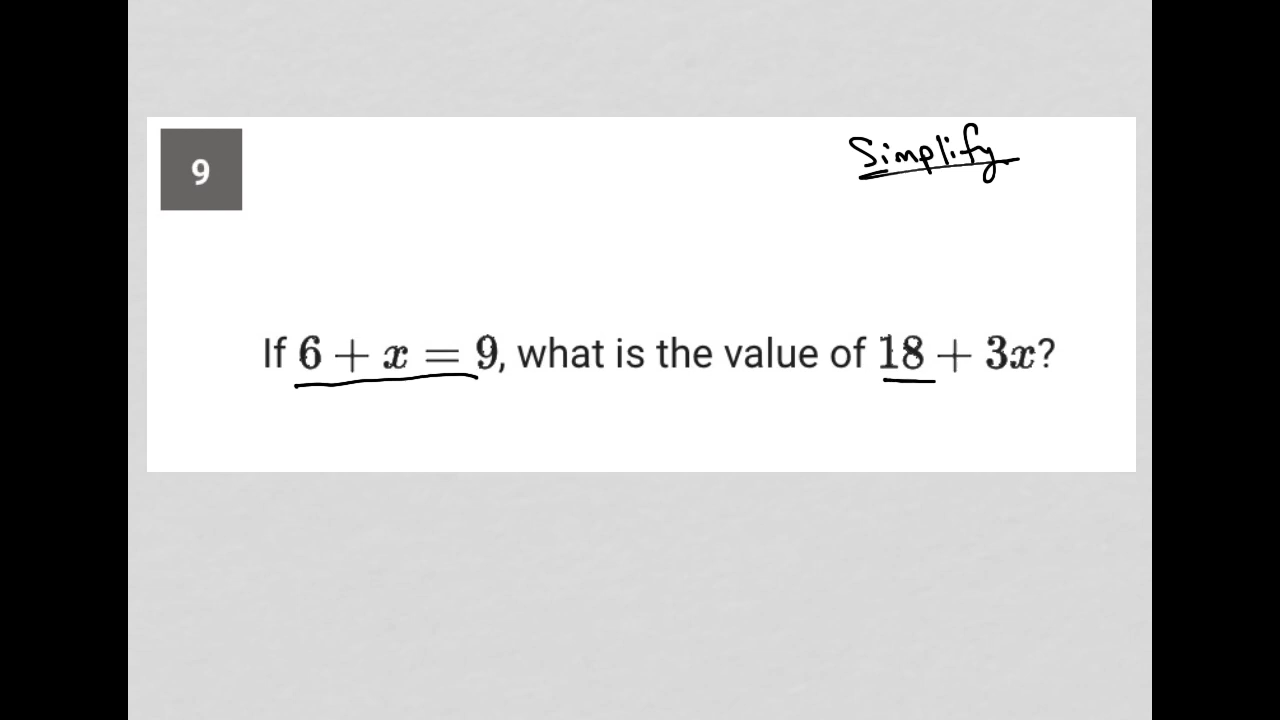 9
Simplify
If 6 + x = 9, what is the value of 18 + 3x?